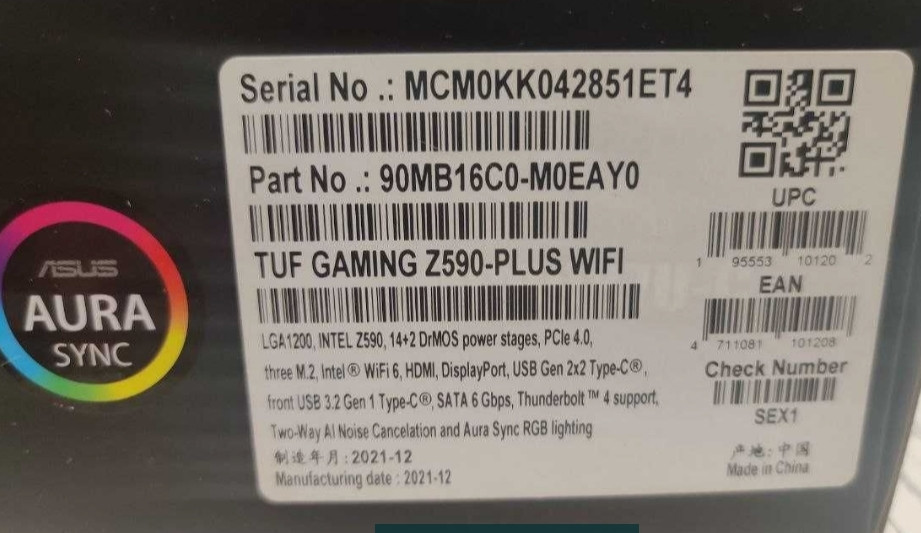 Serial No .: MCM0KK042851ET4
Part No .: 90MB16C0-M0EAY0
TUF GAMING Z590-PLUS WIFI
LGA1200, INTEL Z590, 14+2 DrMOS power stages, PCIe 4.0,
three M.2, Intel® WiFi 6, HDMI, DisplayPort, USB Gen 2x2 Type-C®,
front USB 3.2 Gen 1 Type-C®, SATA 6 Gbps, Thunderbolt™ 4 support,
Two-Way AI Noise Cancelation and Aura Sync RGB lighting
制造年月:2021-12
Manufacturing date : 2021-12
UPC
1 95553 10120 2
EAN
4 711081 101208
Check Number
SEX1
产地: 中国
Made in China
ASUS
AURA
SYNC